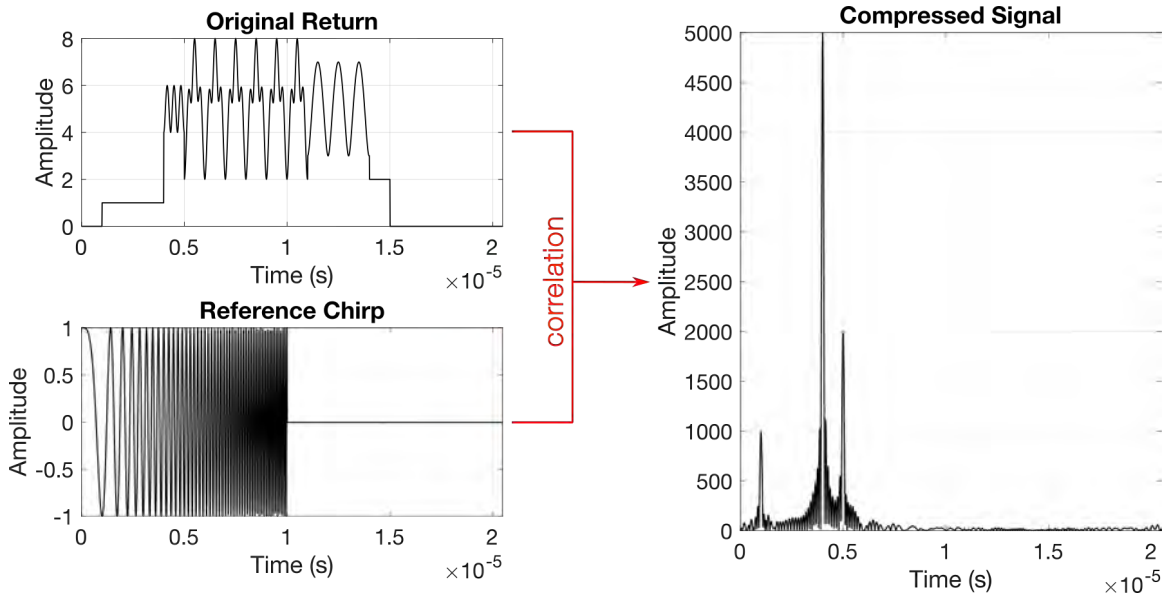 Original Return
8
6
4
2
0
Amplitude
0 0.5 1 1.5 2
Time (s)
×10⁻⁵
Reference Chirp
1
0.5
0
-0.5
-1
Amplitude
0 0.5 1 1.5 2
Time (s)
×10⁻⁵
correlation
Compressed Signal
5000
4500
4000
3500
3000
2500
2000
1500
1000
500
0
Amplitude
0 0.5 1 1.5 2
Time (s)
×10⁻⁵